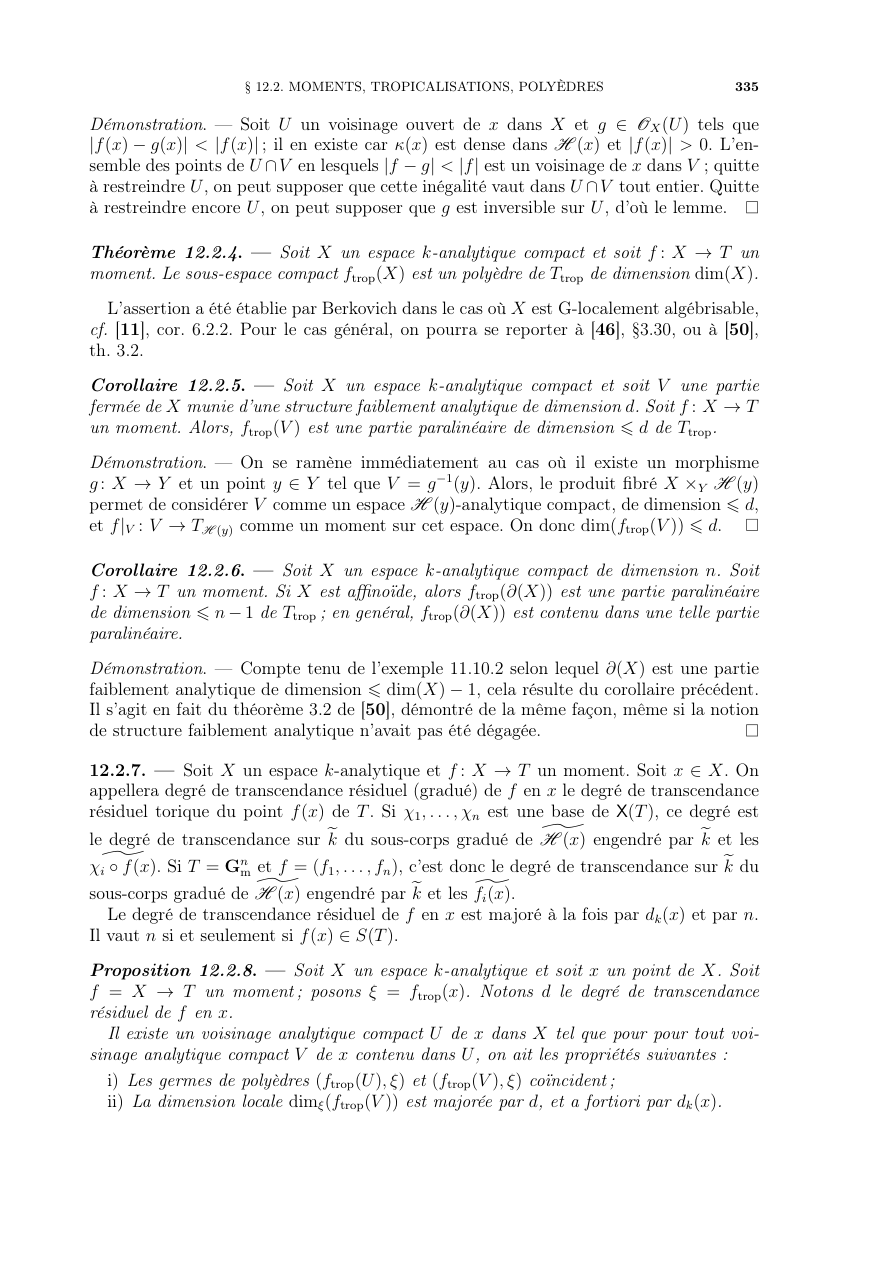 § 12.2. MOMENTS, TROPICALISATIONS, POLYÈDRES 335
Démonstration. — Soit U un voisinage ouvert de x dans X et g ∈ 𝒪_X(U) tels que
|f(x) − g(x)| < |f(x)| ; il en existe car κ(x) est dense dans ℋ(x) et |f(x)| > 0. L'en-
semble des points de U ∩ V en lesquels |f − g| < |f| est un voisinage de x dans V ; quitte
à restreindre U, on peut supposer que cette inégalité vaut dans U ∩ V tout entier. Quitte
à restreindre encore U, on peut supposer que g est inversible sur U, d'où le lemme. □
Théorème 12.2.4. — Soit X un espace k-analytique compact et soit f : X → T un
moment. Le sous-espace compact f_trop(X) est un polyèdre de T_trop de dimension dim(X).
L'assertion a été établie par Berkovich dans le cas où X est G-localement algébrisable,
cf. [11], cor. 6.2.2. Pour le cas général, on pourra se reporter à [46], §3.30, ou à [50],
th. 3.2.
Corollaire 12.2.5. — Soit X un espace k-analytique compact et soit V une partie
fermée de X munie d'une structure faiblement analytique de dimension d. Soit f : X → T
un moment. Alors, f_trop(V) est une partie paralinéaire de dimension ⩽ d de T_trop.
Démonstration. — On se ramène immédiatement au cas où il existe un morphisme
g : X → Y et un point y ∈ Y tel que V = g⁻¹(y). Alors, le produit fibré X ×_Y ℋ(y)
permet de considérer V comme un espace ℋ(y)-analytique compact, de dimension ⩽ d,
et f|_V : V → T_ℋ(y) comme un moment sur cet espace. On donc dim(f_trop(V)) ⩽ d. □
Corollaire 12.2.6. — Soit X un espace k-analytique compact de dimension n. Soit
f : X → T un moment. Si X est affinoïde, alors f_trop(∂(X)) est une partie paralinéaire
de dimension ⩽ n − 1 de T_trop ; en genéral, f_trop(∂(X)) est contenu dans une telle partie
paralinéaire.
Démonstration. — Compte tenu de l'exemple 11.10.2 selon lequel ∂(X) est une partie
faiblement analytique de dimension ⩽ dim(X) − 1, cela résulte du corollaire précédent.
Il s'agit en fait du théorème 3.2 de [50], démontré de la même façon, même si la notion
de structure faiblement analytique n'avait pas été dégagée. □
12.2.7. — Soit X un espace k-analytique et f : X → T un moment. Soit x ∈ X. On
appellera degré de transcendance résiduel (gradué) de f en x le degré de transcendance
résiduel torique du point f(x) de T. Si χ₁, . . . , χₙ est une base de X(T), ce degré est
le degré de transcendance sur k̃ du sous-corps gradué de \widetilde{ℋ(x)} engendré par k̃ et les
\widetilde{χᵢ ∘ f(x)}. Si T = 𝐆ₘⁿ et f = (f₁, . . . , fₙ), c'est donc le degré de transcendance sur k̃ du
sous-corps gradué de \widetilde{ℋ(x)} engendré par k̃ et les \widetilde{fᵢ(x)}.
Le degré de transcendance résiduel de f en x est majoré à la fois par d_k(x) et par n.
Il vaut n si et seulement si f(x) ∈ S(T).
Proposition 12.2.8. — Soit X un espace k-analytique et soit x un point de X. Soit
f = X → T un moment ; posons ξ = f_trop(x). Notons d le degré de transcendance
résiduel de f en x.
Il existe un voisinage analytique compact U de x dans X tel que pour pour tout voi-
sinage analytique compact V de x contenu dans U, on ait les propriétés suivantes :
i) Les germes de polyèdres (f_trop(U), ξ) et (f_trop(V), ξ) coïncident ;
ii) La dimension locale dim_ξ(f_trop(V)) est majorée par d, et a fortiori par d_k(x).